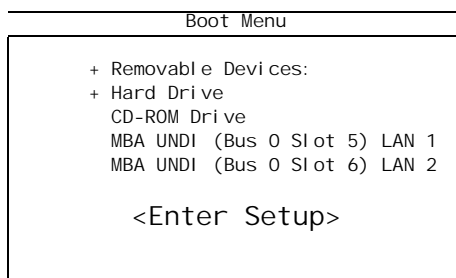 Boot Menu
+ Removable Devices:
+ Hard Drive
CD-ROM Drive
MBA UNDI (Bus 0 Slot 5) LAN 1
MBA UNDI (Bus 0 Slot 6) LAN 2
<Enter Setup>